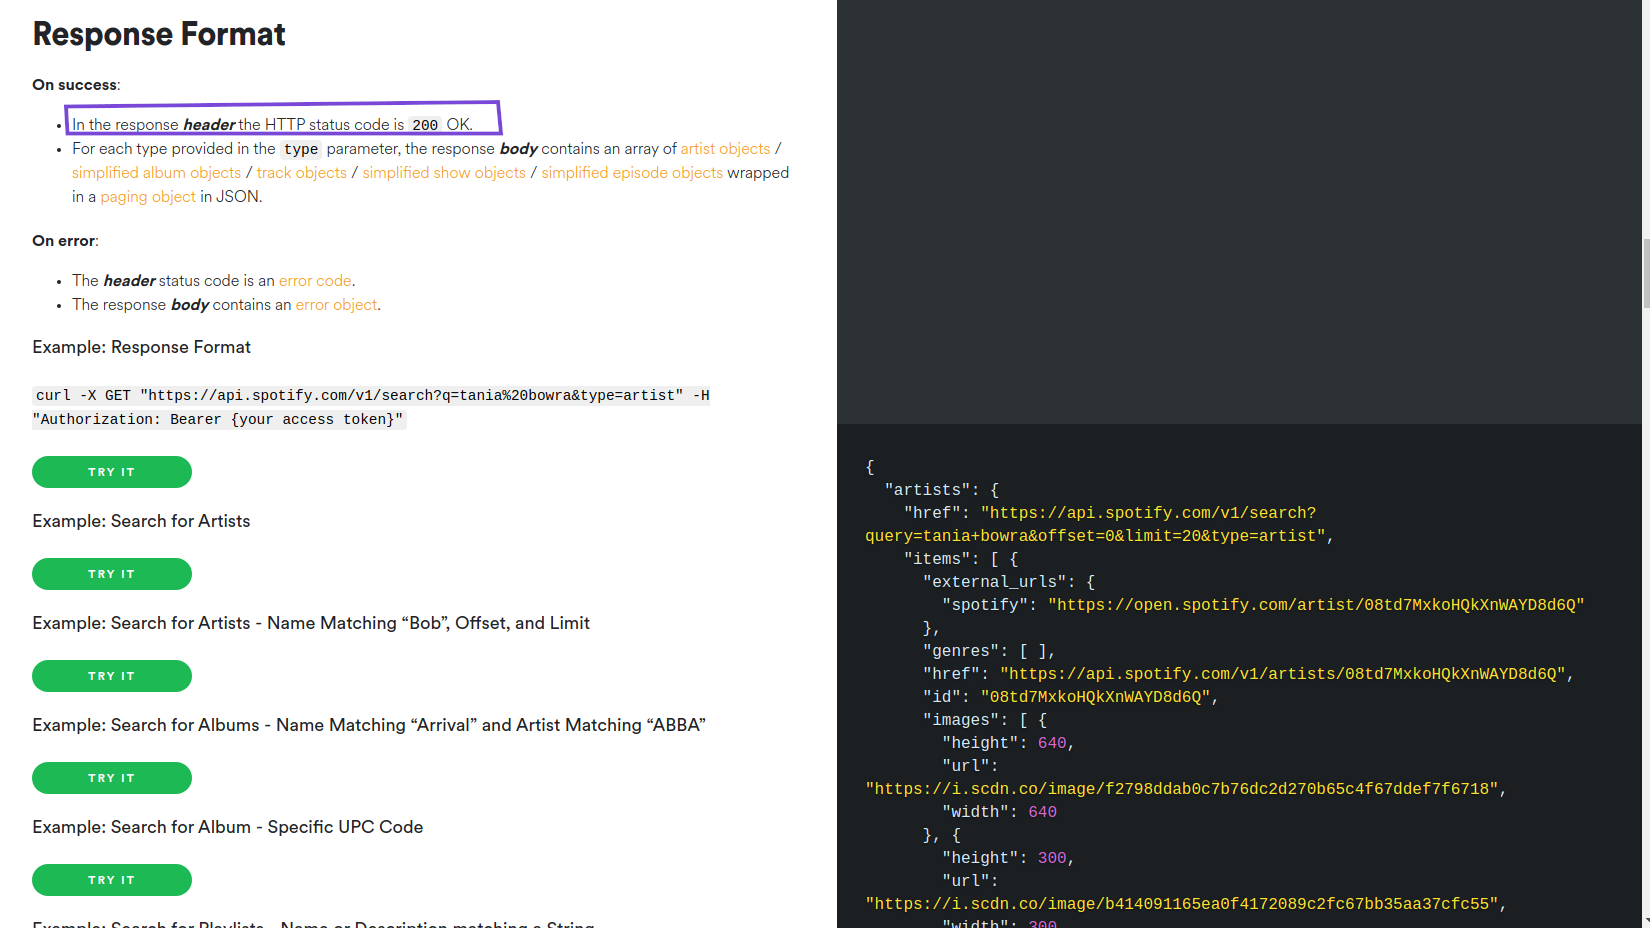 Response Format
On success:
In the response header the HTTP status code is 200 OK.
For each type provided in the type parameter, the response body contains an array of artist objects /
simplified album objects / track objects / simplified show objects / simplified episode objects wrapped
in a paging object in JSON.
On error:
The header status code is an error code.
The response body contains an error object.
Example: Response Format
curl -X GET "https://api.spotify.com/v1/search?q=tania%20bowra&type=artist" -H
"Authorization: Bearer {your access token}"
TRY IT
Example: Search for Artists
TRY IT
Example: Search for Artists - Name Matching “Bob”, Offset, and Limit
TRY IT
Example: Search for Albums - Name Matching “Arrival” and Artist Matching “ABBA”
TRY IT
Example: Search for Album - Specific UPC Code
TRY IT
Example: Search for Playlists - Name or Description matching a String
{
"artists": {
"href": "https://api.spotify.com/v1/search?
query=tania+bowra&offset=0&limit=20&type=artist",
"items": [ {
"external_urls": {
"spotify": "https://open.spotify.com/artist/08td7MxkoHQkXnWAYD8d6Q"
},
"genres": [ ],
"href": "https://api.spotify.com/v1/artists/08td7MxkoHQkXnWAYD8d6Q",
"id": "08td7MxkoHQkXnWAYD8d6Q",
"images": [ {
"height": 640,
"url":
"https://i.scdn.co/image/f2798ddab0c7b76dc2d270b65c4f67ddef7f6718",
"width": 640
}, {
"height": 300,
"url":
"https://i.scdn.co/image/b414091165ea0f4172089c2fc67bb35aa37cfc55",
"width": 300